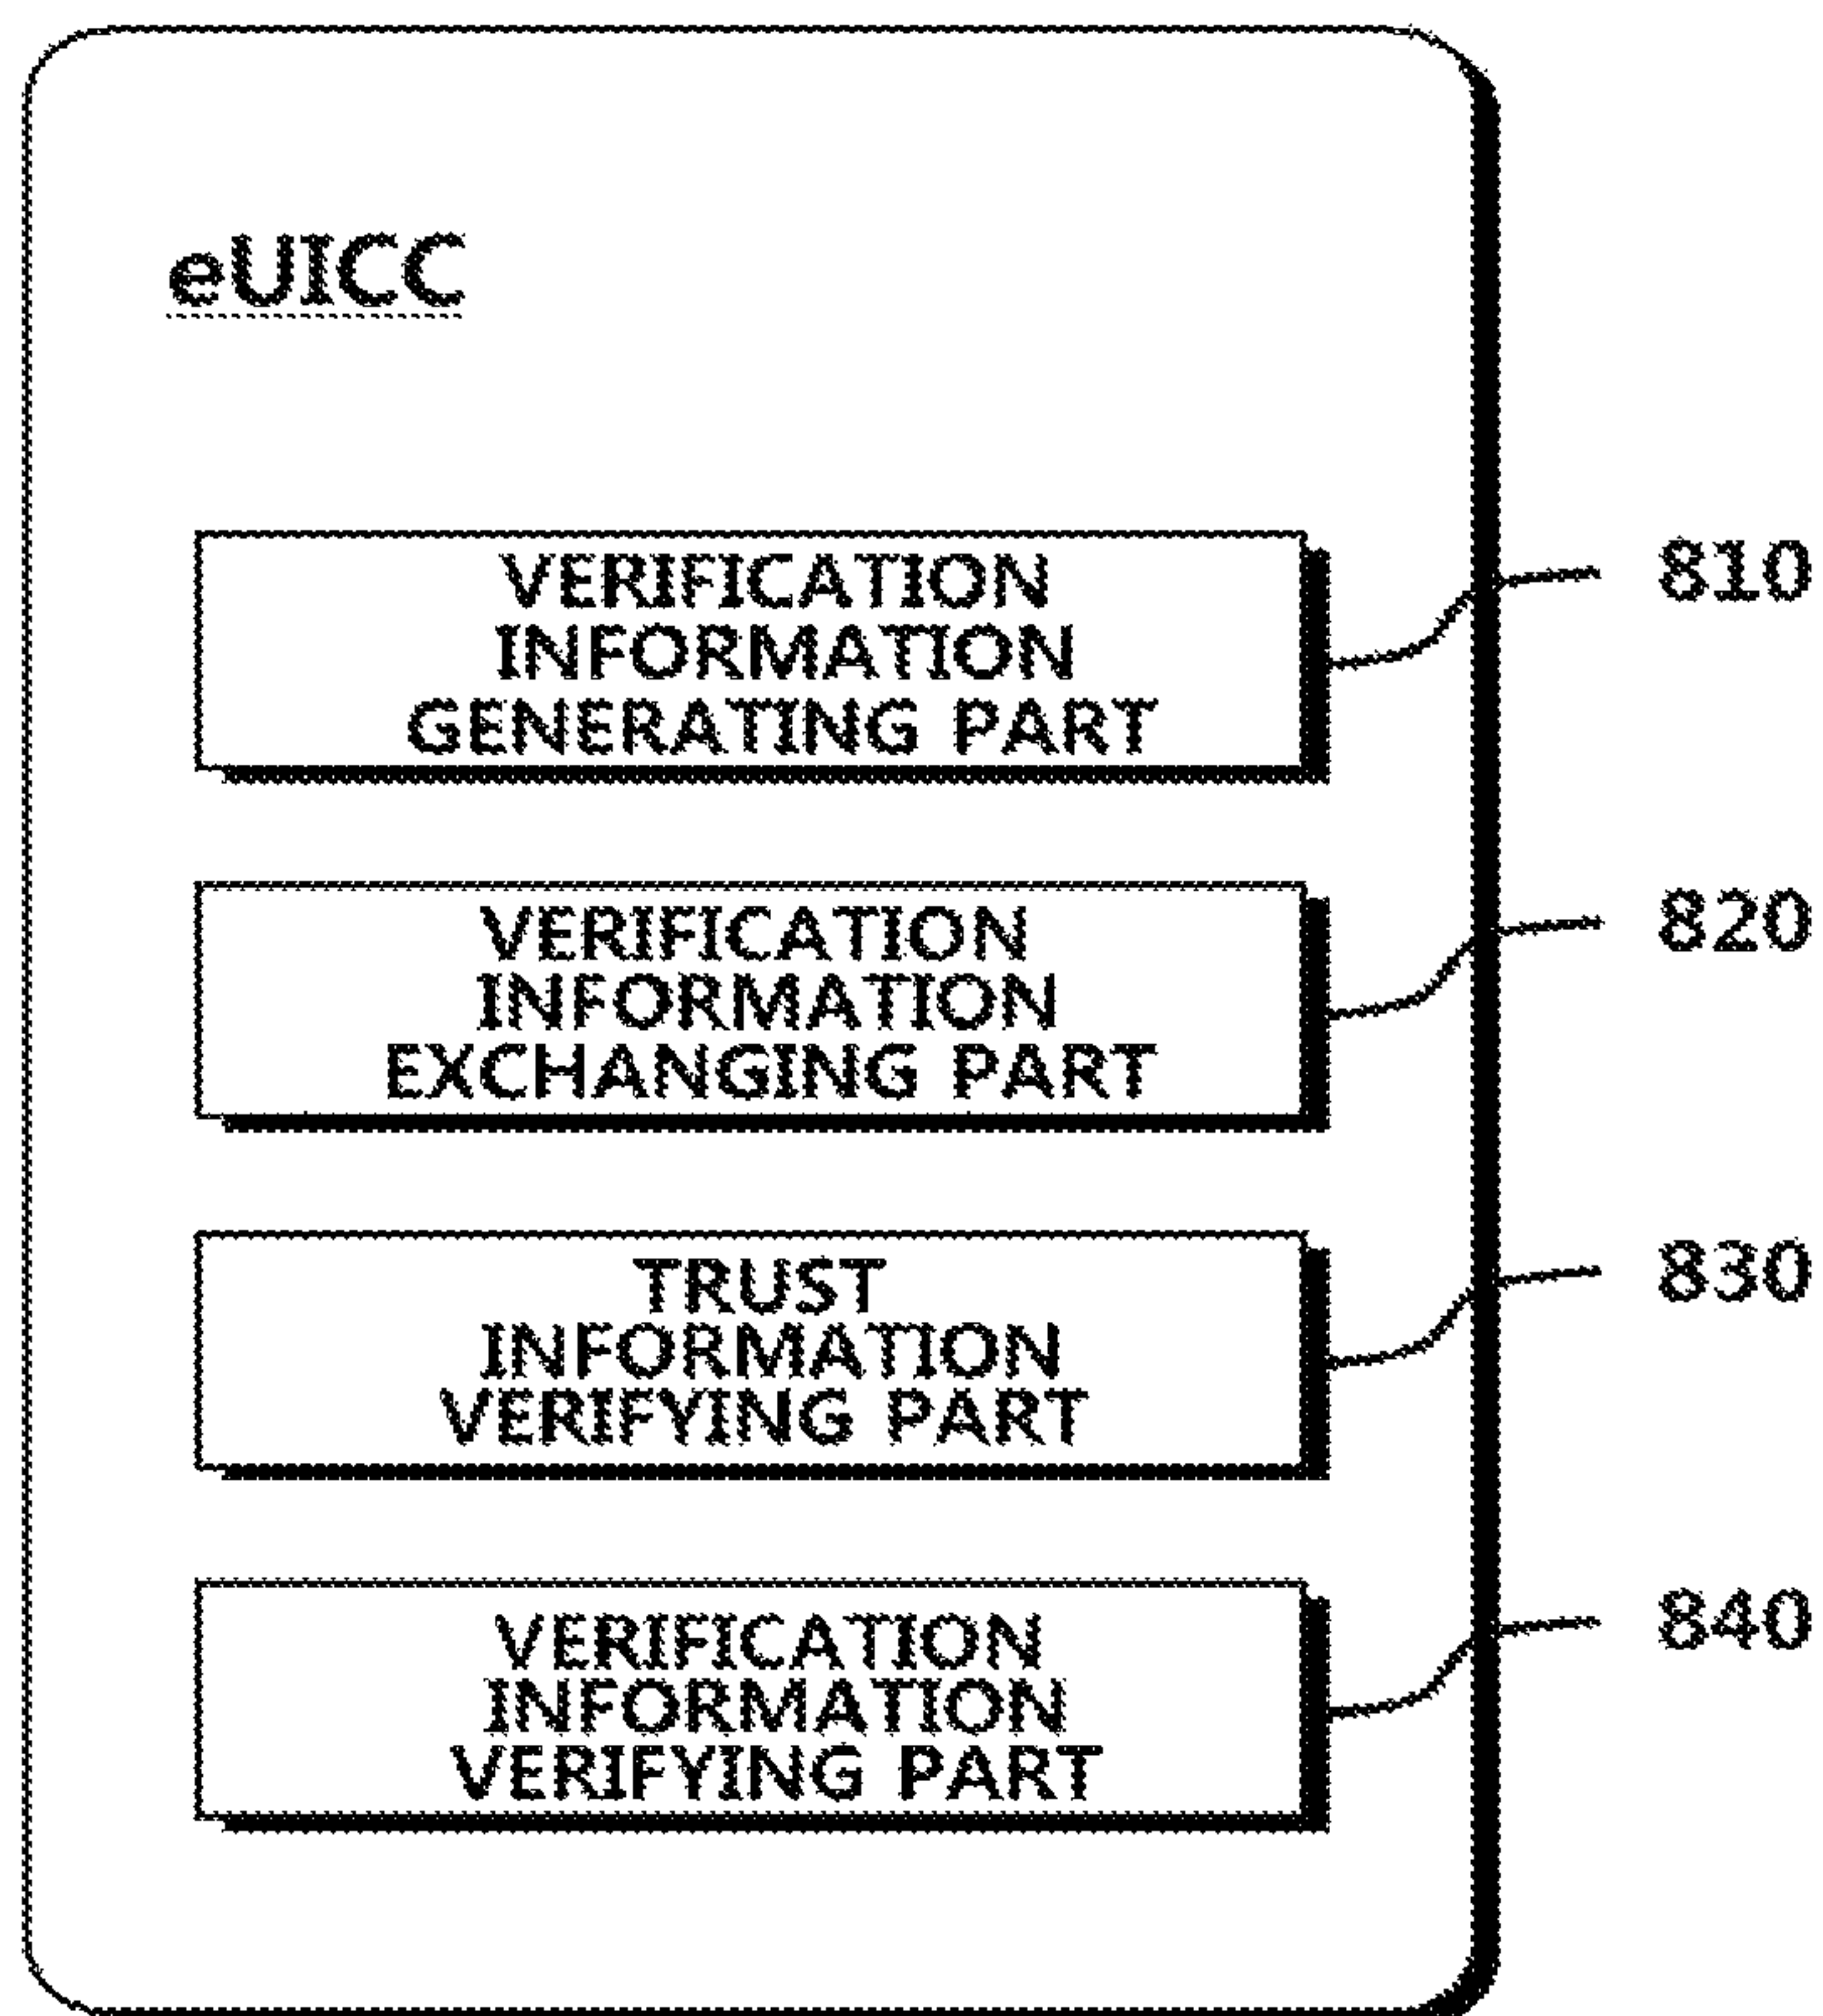 eUICC
VERIFICATION
INFORMATION
GENERATING PART
810
VERIFICATION
INFORMATION
EXCHANGING PART
820
TRUST
INFORMATION
VERIFYING PART
830
VERIFICATION
INFORMATION
VERIFYING PART
840